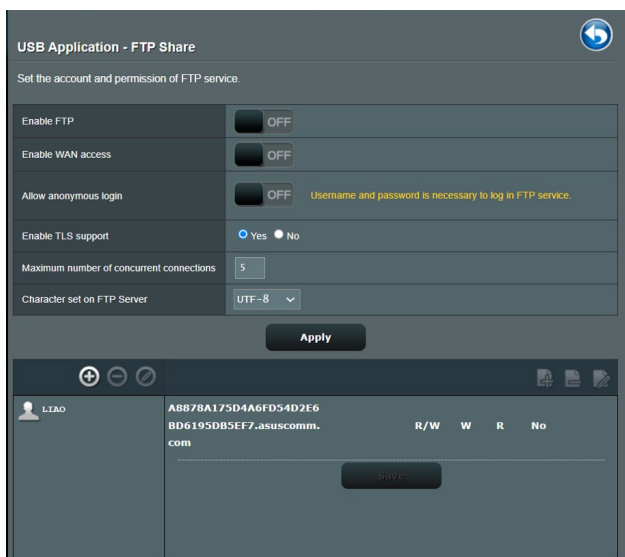 USB Application - FTP Share
Set the account and permission of FTP service.
Enable FTP
OFF
Enable WAN access
OFF
Allow anonymous login
OFF
Username and password is necessary to log in FTP service.
Enable TLS support
Yes No
Maximum number of concurrent connections
5
Character set on FTP Server
UTF-8
Apply
LIAO
A8878A175D4A6FD54D2E6
BD6195DB5EF7.asuscomm.
com
R/W W R No
Save